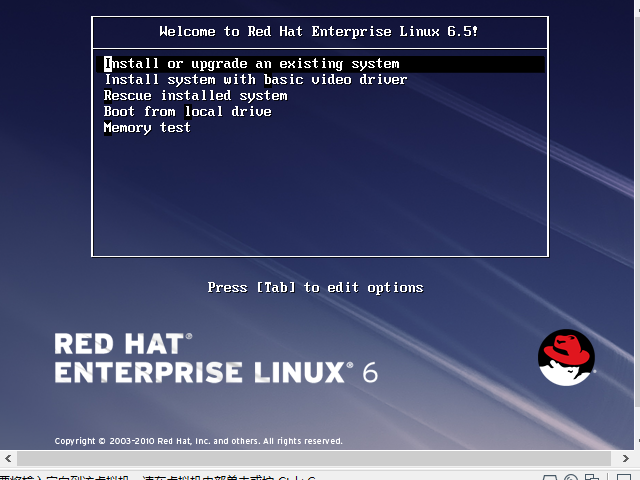 Welcome to Red Hat Enterprise Linux 6.5!
Install or upgrade an existing system
Install system with basic video driver
Rescue installed system
Boot from local drive
Memory test
Press [Tab] to edit options
RED HAT®
ENTERPRISE LINUX® 6
Copyright © 2003-2010 Red Hat, Inc. and others. All rights reserved.